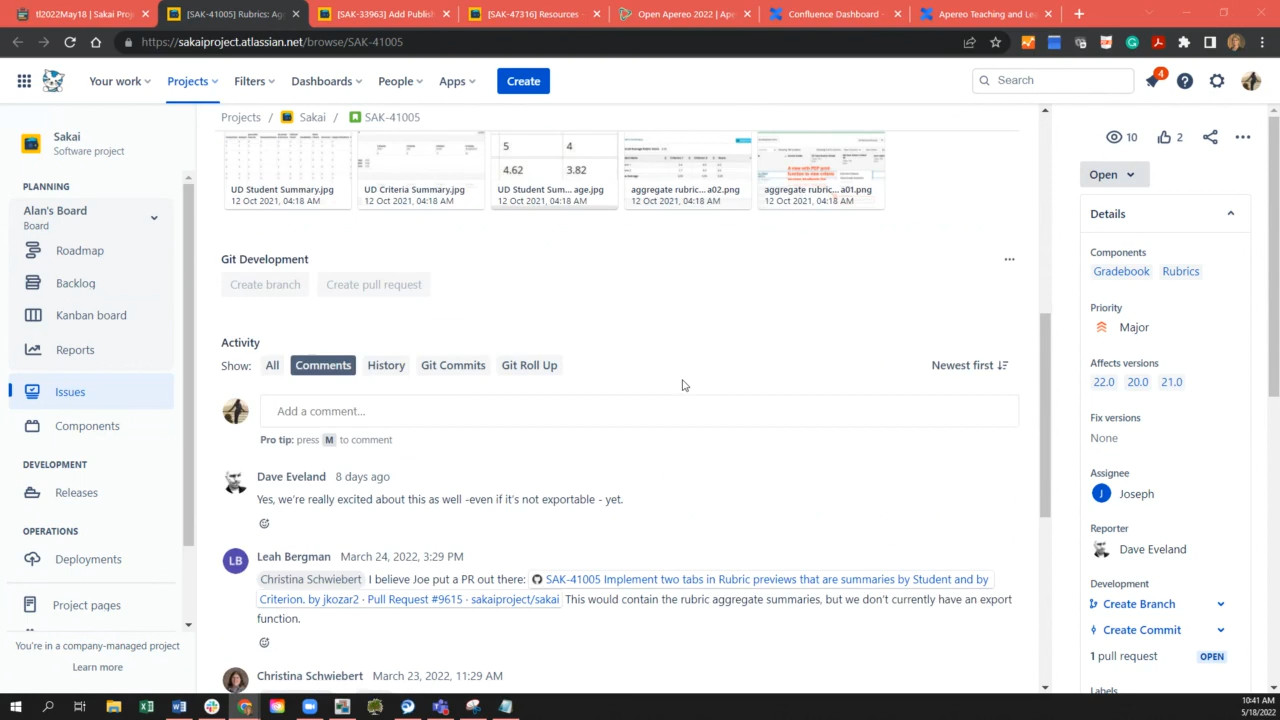 tl2022May18 | Sakai Proj
[SAK-41005] Rubrics: Ag
[SAK-33963] Add Publish
[SAK-47316] Resources -
Open Apereo 2022 | Ape
Confluence Dashboard -
Apereo Teaching and Le
https://sakaiproject.atlassian.net/browse/SAK-41005
Your work
Projects
Filters
Dashboards
People
Apps
Create
Search
4
Sakai
Software project
PLANNING
Alan's Board
Board
Roadmap
Backlog
Kanban board
Reports
Issues
Components
DEVELOPMENT
Releases
OPERATIONS
Deployments
Project pages
You're in a company-managed project
Learn more
Projects / Sakai / SAK-41005
UD Student Summary.jpg
12 Oct 2021, 04:18 AM
UD Criteria Summary.jpg
12 Oct 2021, 04:18 AM
5 4
4.62 3.82
UD Student Sum... age.jpg
12 Oct 2021, 04:18 AM
aggregate rubric... a02.png
12 Oct 2021, 04:18 AM
aggregate rubric... a01.png
12 Oct 2021, 04:18 AM
Git Development
Create branch
Create pull request
Activity
Show:
All
Comments
History
Git Commits
Git Roll Up
Newest first
Add a comment...
Pro tip: press M to comment
Dave Eveland 8 days ago
Yes, we're really excited about this as well -even if it's not exportable - yet.
LB
Leah Bergman March 24, 2022, 3:29 PM
Christina Schwiebert I believe Joe put a PR out there: SAK-41005 Implement two tabs in Rubric previews that are summaries by Student and by
Criterion. by jkozar2 · Pull Request #9615 · sakaiproject/sakai This would contain the rubric aggregate summaries, but we don't currently have an export
function.
Christina Schwiebert March 23, 2022, 11:29 AM
10
2
Open
Details
Components
Gradebook Rubrics
Priority
Major
Affects versions
22.0 20.0 21.0
Fix versions
None
Assignee
J Joseph
Reporter
Dave Eveland
Development
Create Branch
Create Commit
1 pull request OPEN
Labels
10:41 AM
5/18/2022